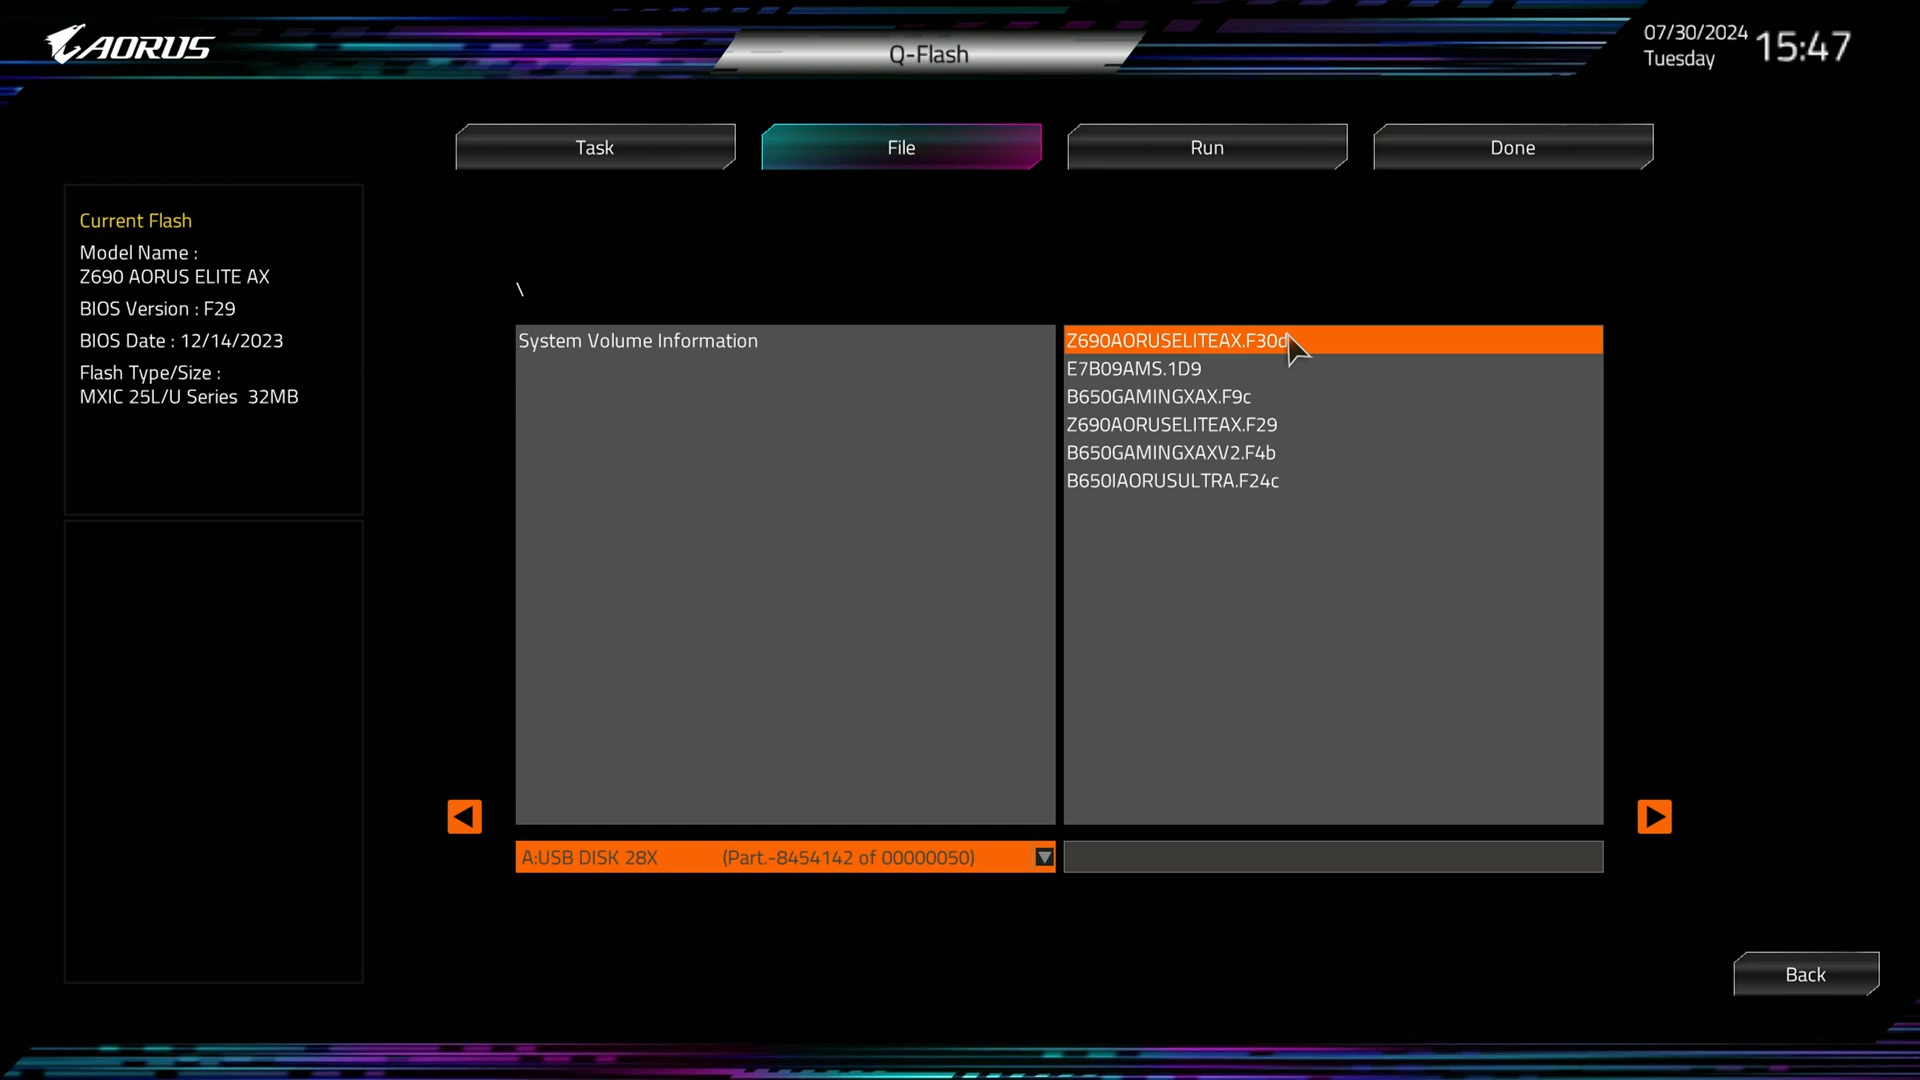 AORUS
Q-Flash
07/30/2024
Tuesday
15:47
Task
File
Run
Done
Current Flash
Model Name :
Z690 AORUS ELITE AX
BIOS Version : F29
BIOS Date : 12/14/2023
Flash Type/Size :
MXIC 25L/U Series 32MB
\
System Volume Information
Z690AORUSELITEAX.F30d
E7B09AMS.1D9
B650GAMINGXAX.F9c
Z690AORUSELITEAX.F29
B650GAMINGXAXV2.F4b
B650IAORUSULTRA.F24c
A:USB DISK 28X (Part.-8454142 of 00000050)
Back